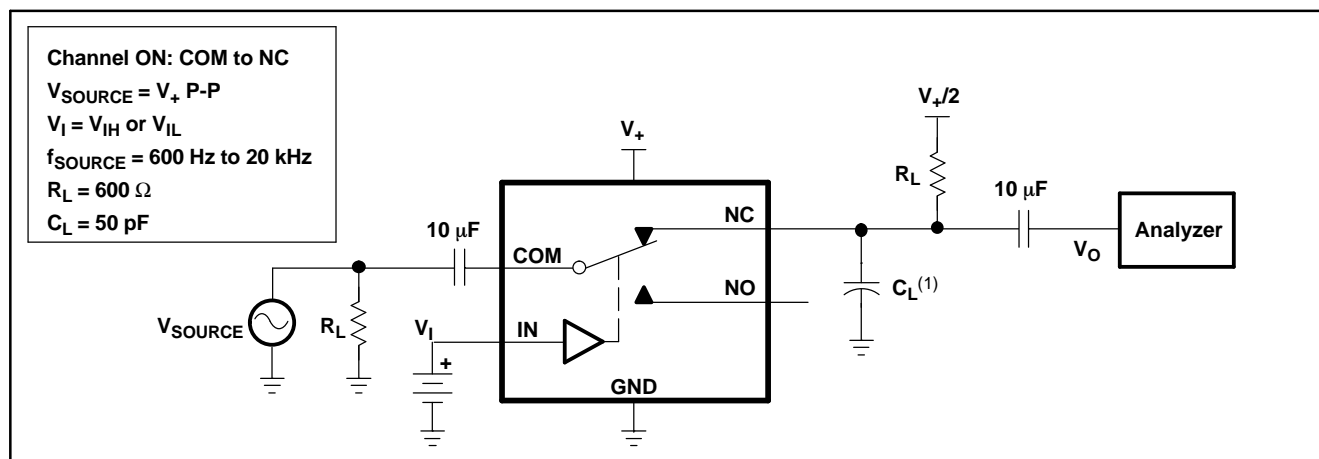 Channel ON: COM to NC
VSOURCE = V+ P-P
VI = VIH or VIL
fSOURCE = 600 Hz to 20 kHz
RL = 600 Ω
CL = 50 pF
V+/2
V+
RL
10 μF
NC
Analyzer
10 μF
COM
VO
CL(1)
NO
VSOURCE
RL
VI
IN
+
GND